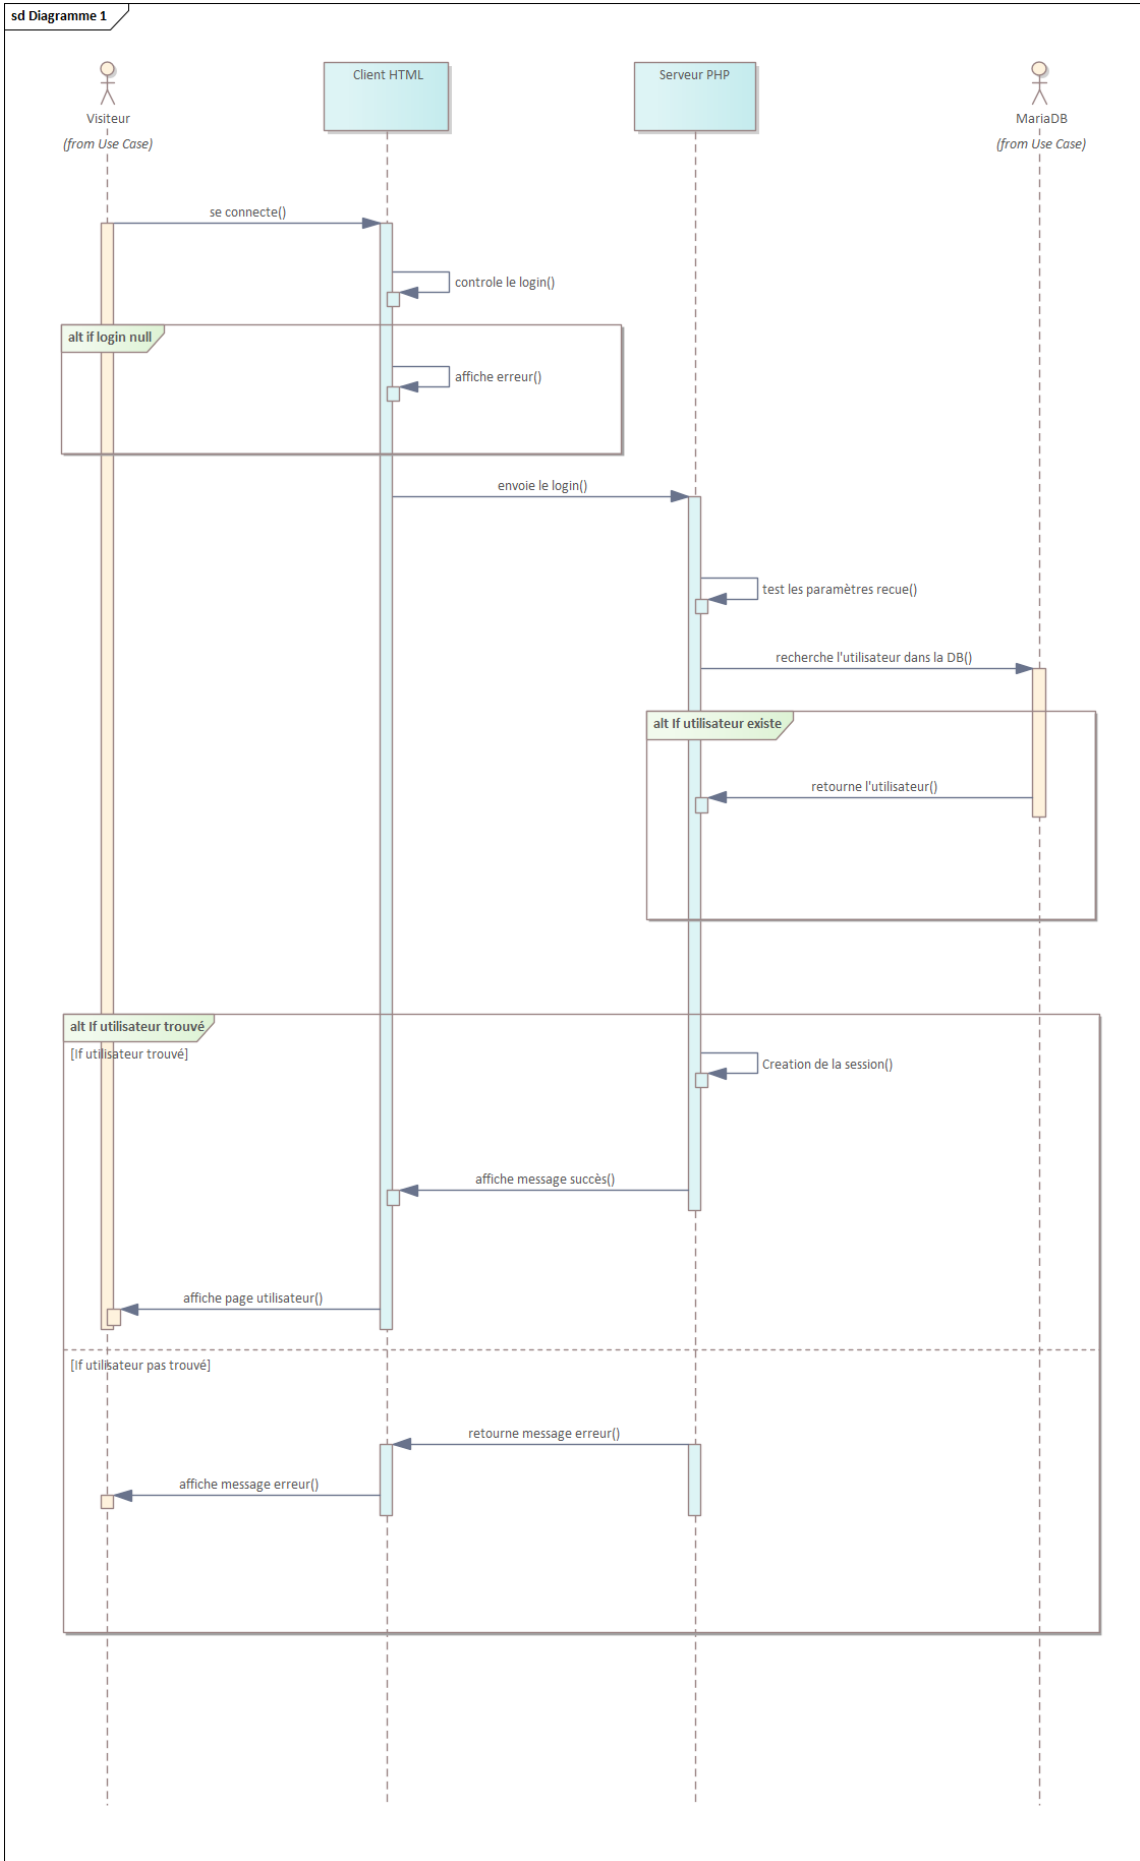 sd Diagramme 1
Client HTML
Serveur PHP
Visiteur
(from Use Case)
MariaDB
(from Use Case)
se connecte()
controle le login()
alt if login null
affiche erreur()
envoie le login()
test les paramètres recue()
recherche l'utilisateur dans la DB()
alt If utilisateur existe
retourne l'utilisateur()
alt If utilisateur trouvé
[If utilisateur trouvé]
Creation de la session()
affiche message succès()
affiche page utilisateur()
[If utilisateur pas trouvé]
retourne message erreur()
affiche message erreur()